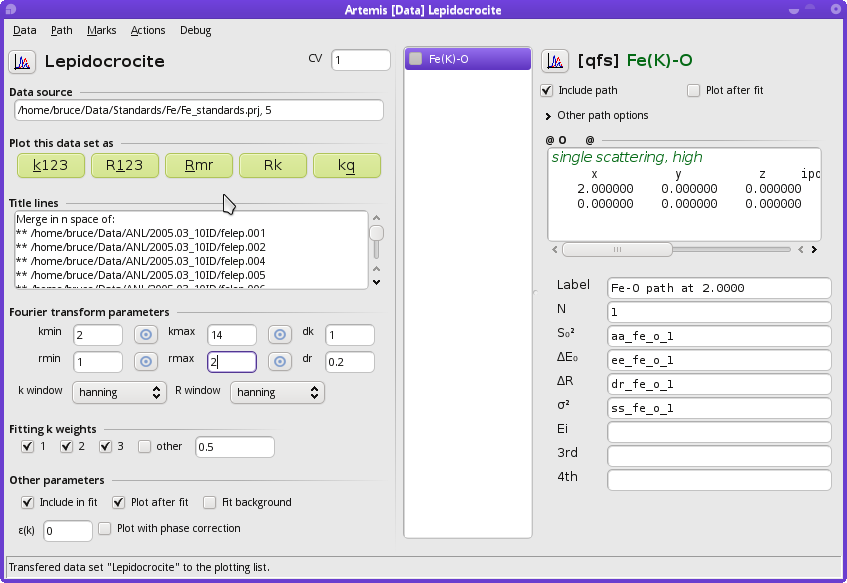 Artemis [Data] Lepidocrocite
Data Path Marks Actions Debug
Lepidocrocite
CV 1
Data source
/home/bruce/Data/Standards/Fe/Fe_standards.prj, 5
Plot this data set as
k123 R123 Rmr Rk kq
Title lines
Merge in n space of:
** /home/bruce/Data/ANL/2005.03_10ID/felep.001
** /home/bruce/Data/ANL/2005.03_10ID/felep.002
** /home/bruce/Data/ANL/2005.03_10ID/felep.004
** /home/bruce/Data/ANL/2005.03_10ID/felep.005
** /home/bruce/Data/ANL/2005.03_10ID/felep.006
Fourier transform parameters
kmin 2 kmax 14 dk 1
rmin 1 rmax 2 dr 0.2
k window hanning R window hanning
Fitting k weights
1 2 3 other 0.5
Other parameters
Include in fit Plot after fit Fit background
ε(k) 0 Plot with phase correction
Fe(K)-O
[qfs] Fe(K)-O
Include path Plot after fit
Other path options
@ O @
single scattering, high
x y z ipo
2.000000 0.000000 0.000000
0.000000 0.000000 0.000000
Label Fe-O path at 2.0000
N 1
S₀² aa_fe_o_1
ΔE₀ ee_fe_o_1
ΔR dr_fe_o_1
σ² ss_fe_o_1
Ei
3rd
4th
Transfered data set "Lepidocrocite" to the plotting list.